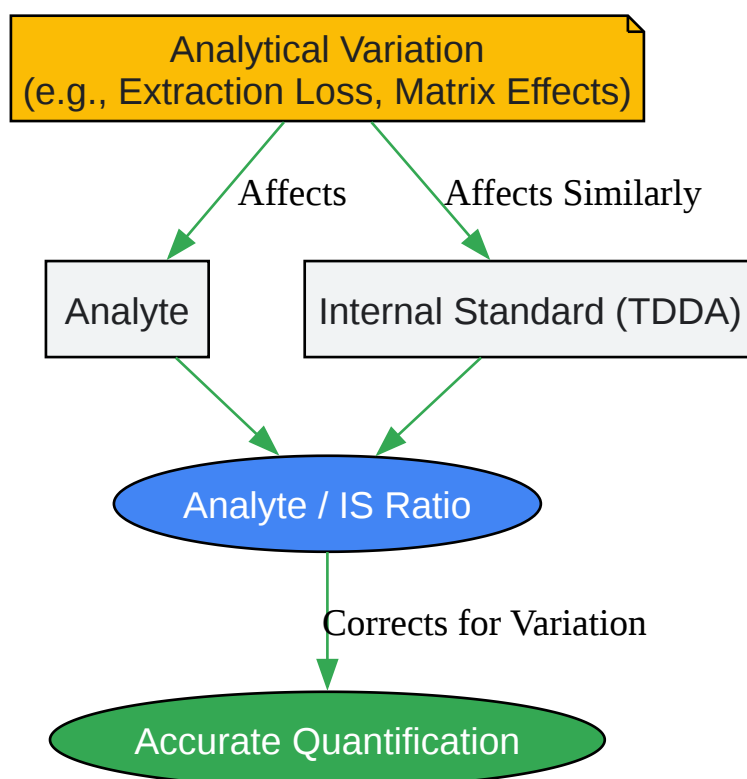 Analytical Variation
(e.g., Extraction Loss, Matrix Effects)
Affects
Affects Similarly
Analyte
Internal Standard (TDDA)
Analyte / IS Ratio
Corrects for Variation
Accurate Quantification